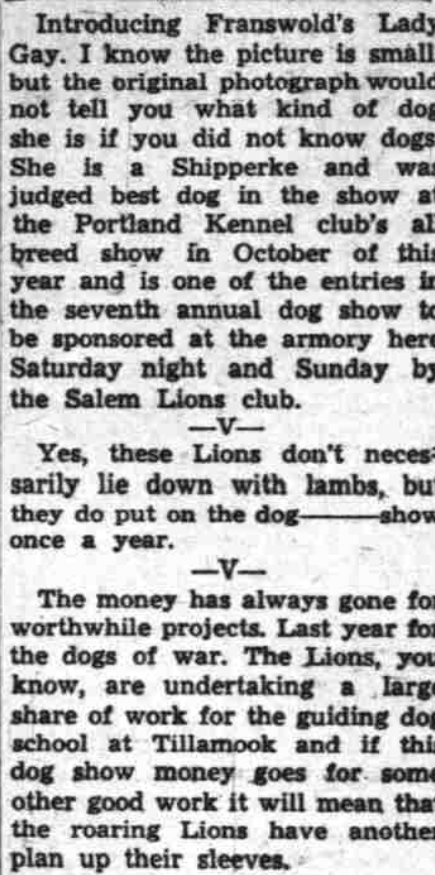 Introducing Franswold's Lady
Gay. I know the picture is small
but the original photograph would
not tell you what kind of dog
she is if you did not know dogs.
She is a Shipperke and was
judged best dog in the show at
the Portland Kennel club's all
breed show in October of this
year and is one of the entries in
the seventh annual dog show to
be sponsored at the armory here
Saturday night and Sunday by
the Salem Lions club.
—V—
Yes, these Lions don't neces-
sarily lie down with lambs, but
they do put on the dog——show
once a year.
—V—
The money has always gone for
worthwhile projects. Last year for
the dogs of war. The Lions, you
know, are undertaking a large
share of work for the guiding dog
school at Tillamook and if this
dog show money goes for some
other good work it will mean that
the roaring Lions have another
plan up their sleeves.